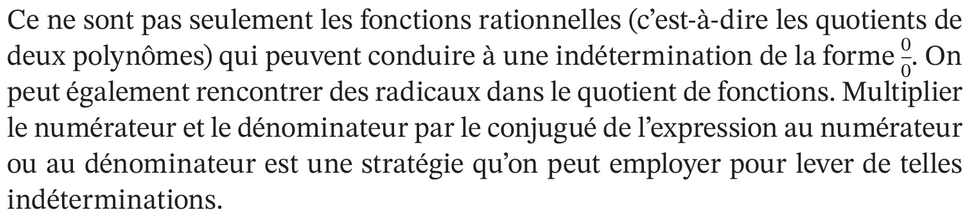 Ce ne sont pas seulement les fonctions rationnelles (c’est-à-dire les quotients de
deux polynômes) qui peuvent conduire à une indétermination de la forme 0/0. On
peut également rencontrer des radicaux dans le quotient de fonctions. Multiplier
le numérateur et le dénominateur par le conjugué de l’expression au numérateur
ou au dénominateur est une stratégie qu’on peut employer pour lever de telles
indéterminations.